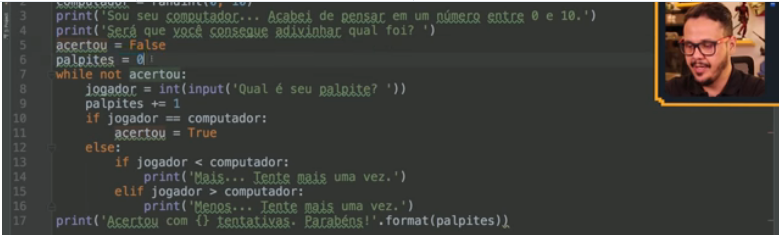 2 computador = randint(0, 10)
3 print('Sou seu computador... Acabei de pensar em um número entre 0 e 10.')
4 print('Será que você consegue adivinhar qual foi? ')
5 acertou = False
6 palpites = 0
7 while not acertou:
8 jogador = int(input('Qual é seu palpite? '))
9 palpites += 1
10 if jogador == computador:
11 acertou = True
12 else:
13 if jogador < computador:
14 print('Mais... Tente mais uma vez.')
15 elif jogador > computador:
16 print('Menos... Tente mais uma vez.')
17 print('Acertou com {} tentativas. Parabéns!'.format(palpites))